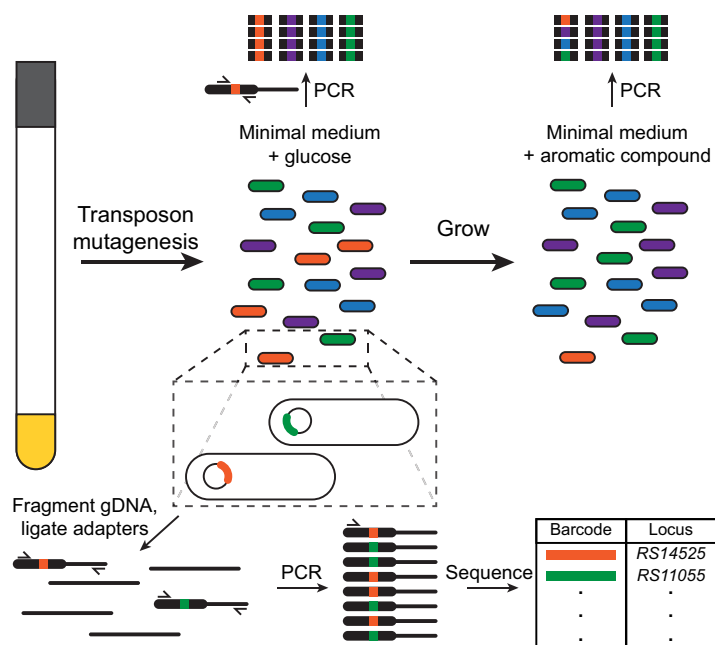 PCR
PCR
Minimal medium
+ glucose
Minimal medium
+ aromatic compound
Transposon
mutagenesis
Grow
Fragment gDNA,
ligate adapters
PCR
Sequence
Barcode Locus
RS14525
RS11055
. .
. .
. .